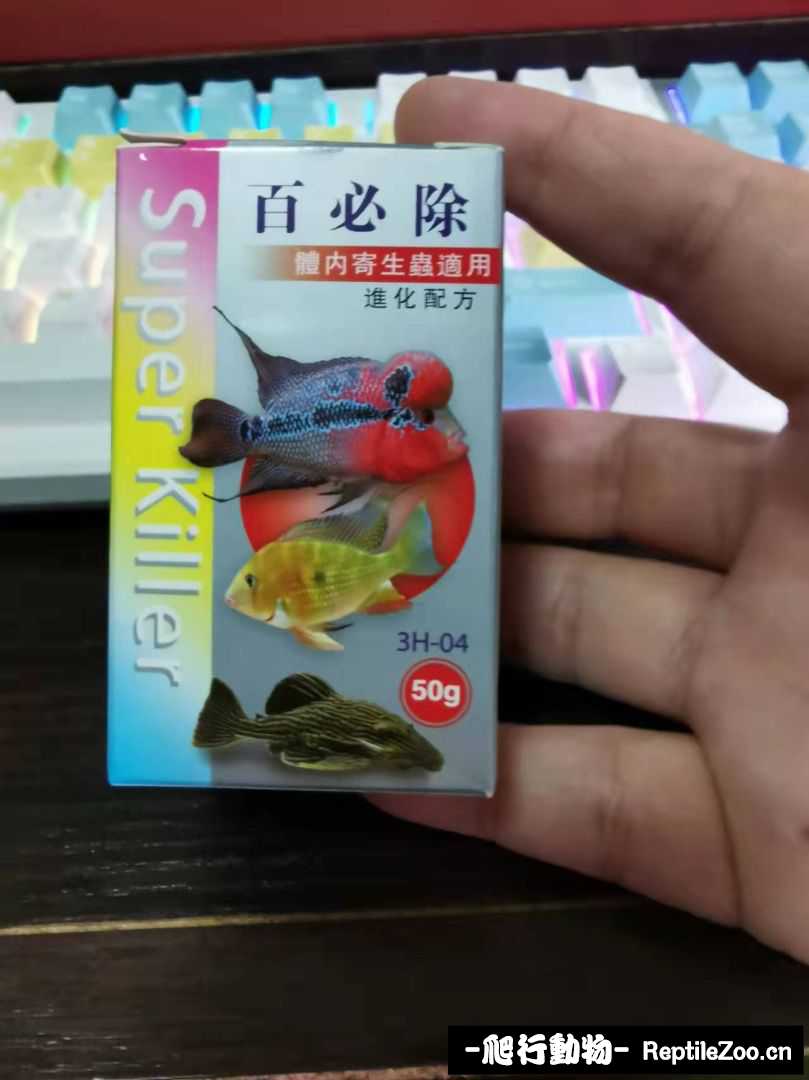 Super Killer
百必除
體內寄生蟲適用
進化配方
3H-04
50g
-爬行動物- ReptileZoo.cn